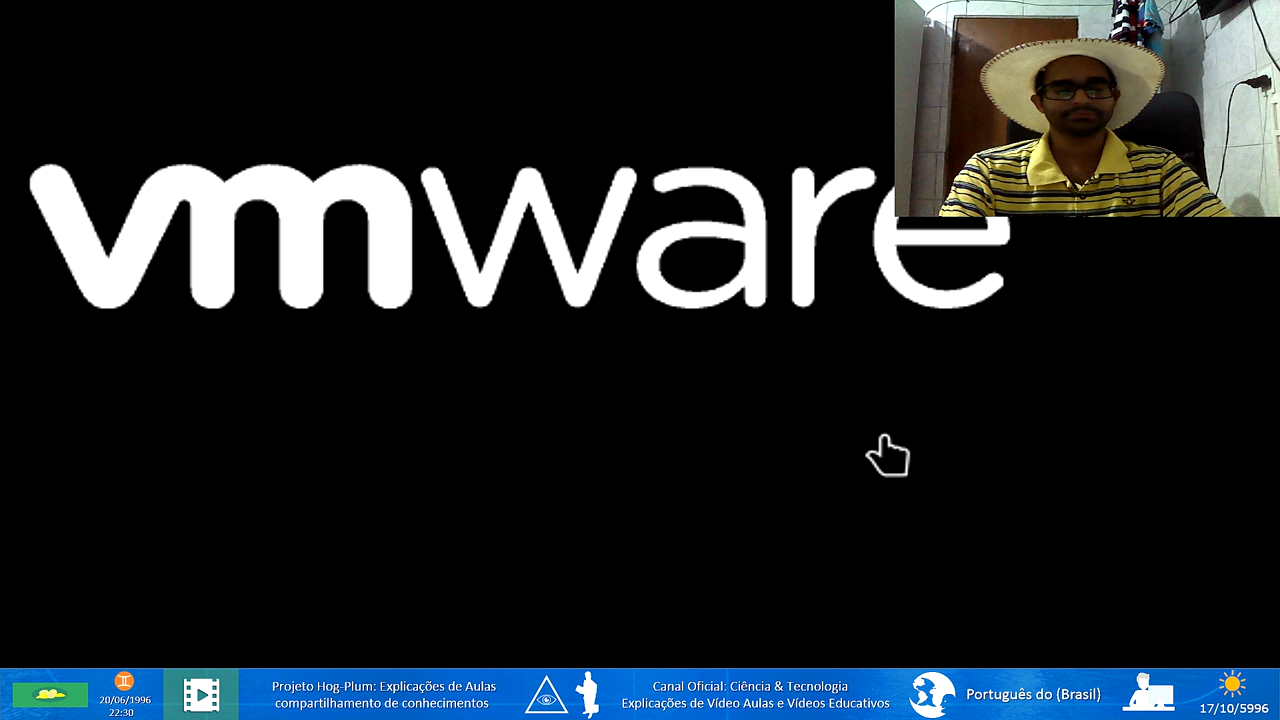 vmware
20/06/1996
22:30
Projeto Hog-Plum: Explicações de Aulas
compartilhamento de conhecimentos
Canal Oficial: Ciência & Tecnologia
Explicações de Vídeo Aulas e Vídeos Educativos
Português do (Brasil)
17/10/5996